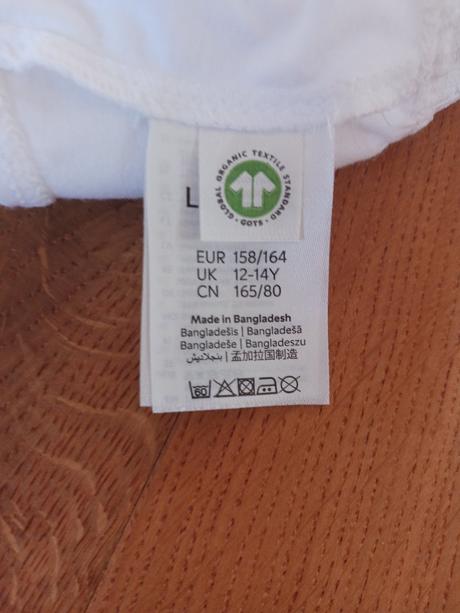 GLOBAL ORGANIC TEXTILE STANDARD
· GOTS ·
L
EUR 158/164
UK 12-14Y
CN 165/80
Made in Bangladesh
Bangladešis | Bangladešā
Bangladeše | Bangladeszu
بنجلاديش | 孟加拉国制造
60